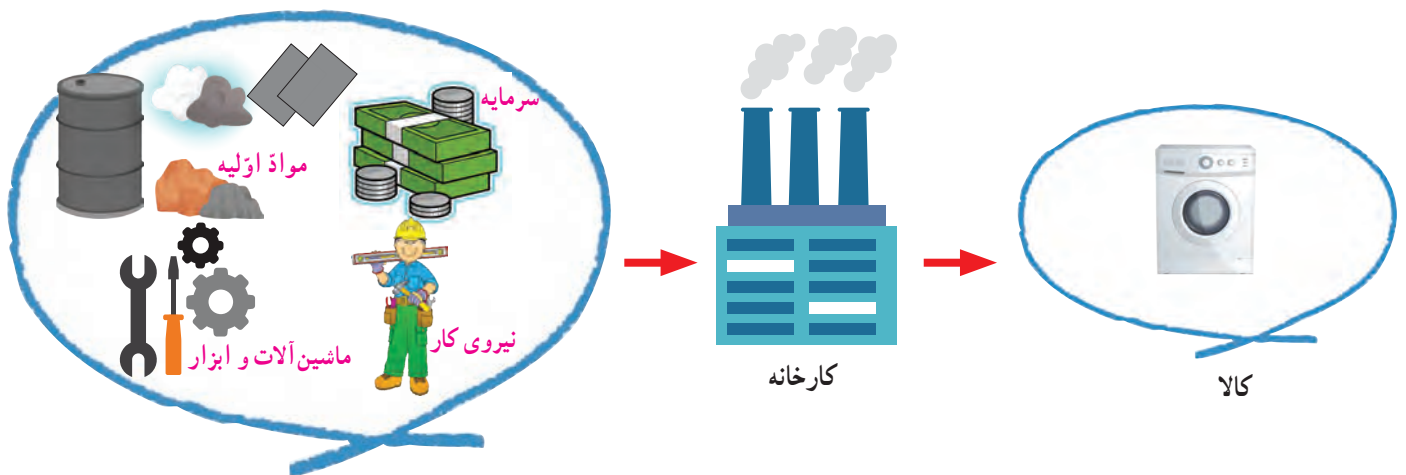 سرمایه
موادّ اوّلیه
نیروی کار
ماشین‌آلات و ابزار
کارخانه
کالا